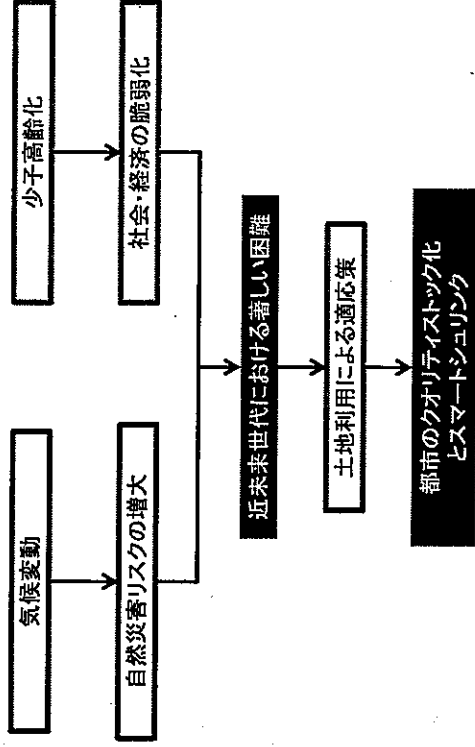 気候変動
少子高齢化
自然災害リスクの増大
社会・経済の脆弱化
近未来世代における著しい困難
土地利用による適応策
都市のクオリティストック化
とスマートシュリンク